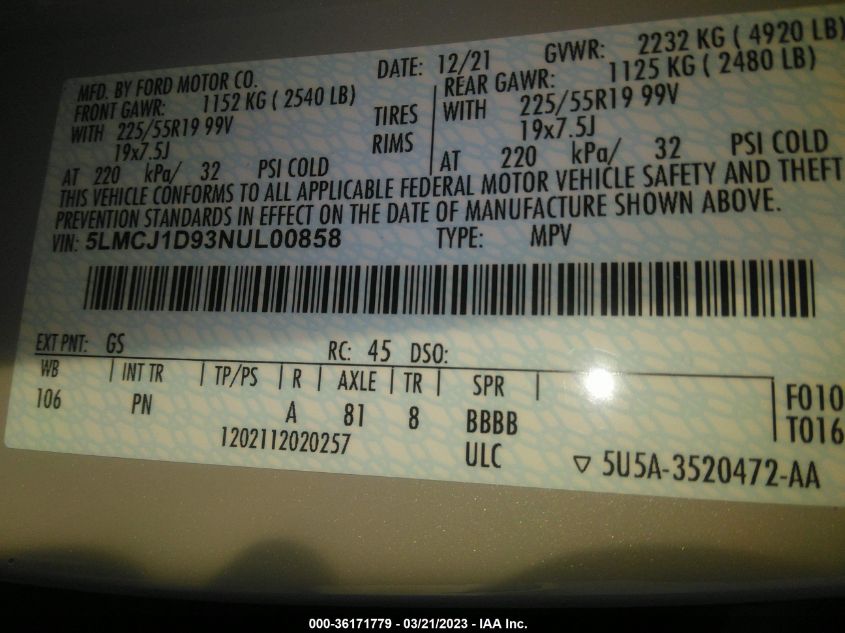 MFD. BY FORD MOTOR CO. DATE: 12/21 GVWR: 2232 KG ( 4920 LB)
FRONT GAWR: 1152 KG ( 2540 LB) REAR GAWR: 1125 KG ( 2480 LB)
WITH 225/55R19 99V TIRES WITH 225/55R19 99V
19x7.5J RIMS 19x7.5J
AT 220 kPa/ 32 PSI COLD AT 220 kPa/ 32 PSI COLD
THIS VEHICLE CONFORMS TO ALL APPLICABLE FEDERAL MOTOR VEHICLE SAFETY AND THEFT
PREVENTION STANDARDS IN EFFECT ON THE DATE OF MANUFACTURE SHOWN ABOVE.
VIN: 5LMCJ1D93NUL00858 TYPE: MPV
EXT PNT: GS RC: 45 DSO:
WB INT TR TP/PS R AXLE TR SPR
106 PN A 81 8 BBBB
F010
T016
1202112020257 ULC ▽ 5U5A-3520472-AA
000-36171779 - 03/21/2023 - IAA Inc.